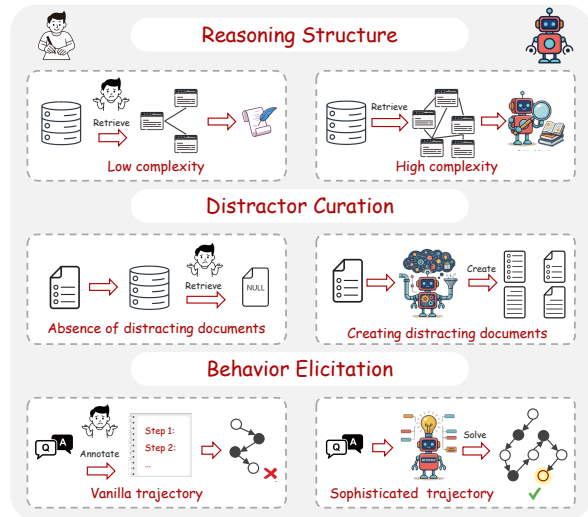 Reasoning Structure
Retrieve
Low complexity
Retrieve
High complexity
Distractor Curation
Retrieve
NULL
Absence of distracting documents
Create
Creating distracting documents
Behavior Elicitation
Q A
Annotate
Step 1:
Step 2:
...
Vanilla trajectory
Q A
Solve
Sophisticated trajectory